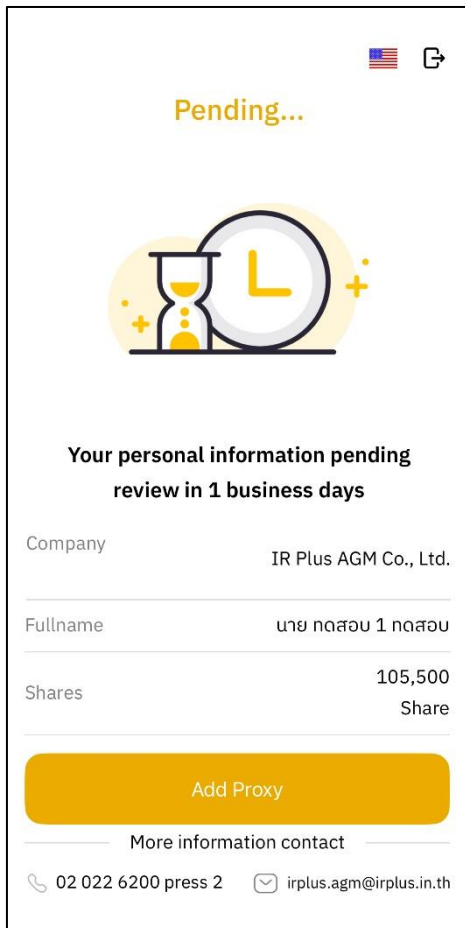 Pending...
Your personal information pending
review in 1 business days
Company
IR Plus AGM Co., Ltd.
Fullname
นาย ทดสอบ 1 ทดสอบ
Shares
105,500
Share
Add Proxy
More information contact
02 022 6200 press 2
irplus.agm@irplus.in.th